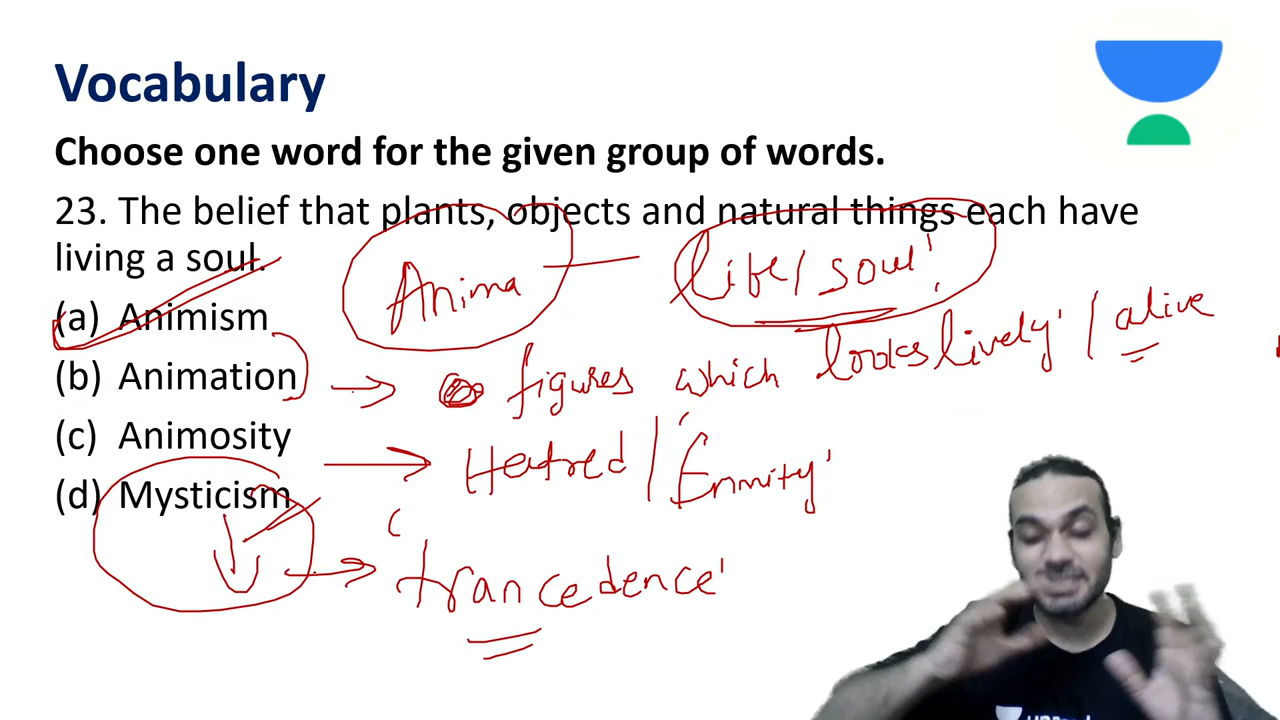 Vocabulary
Choose one word for the given group of words.
23. The belief that plants, objects and natural things each have
living a soul.
Anima life/soul'
(a) Animism
(b) Animation
figures which looks lively' / alive
(c) Animosity
Hatred / 'Enmity'
(d) Mysticism
'trancedence'